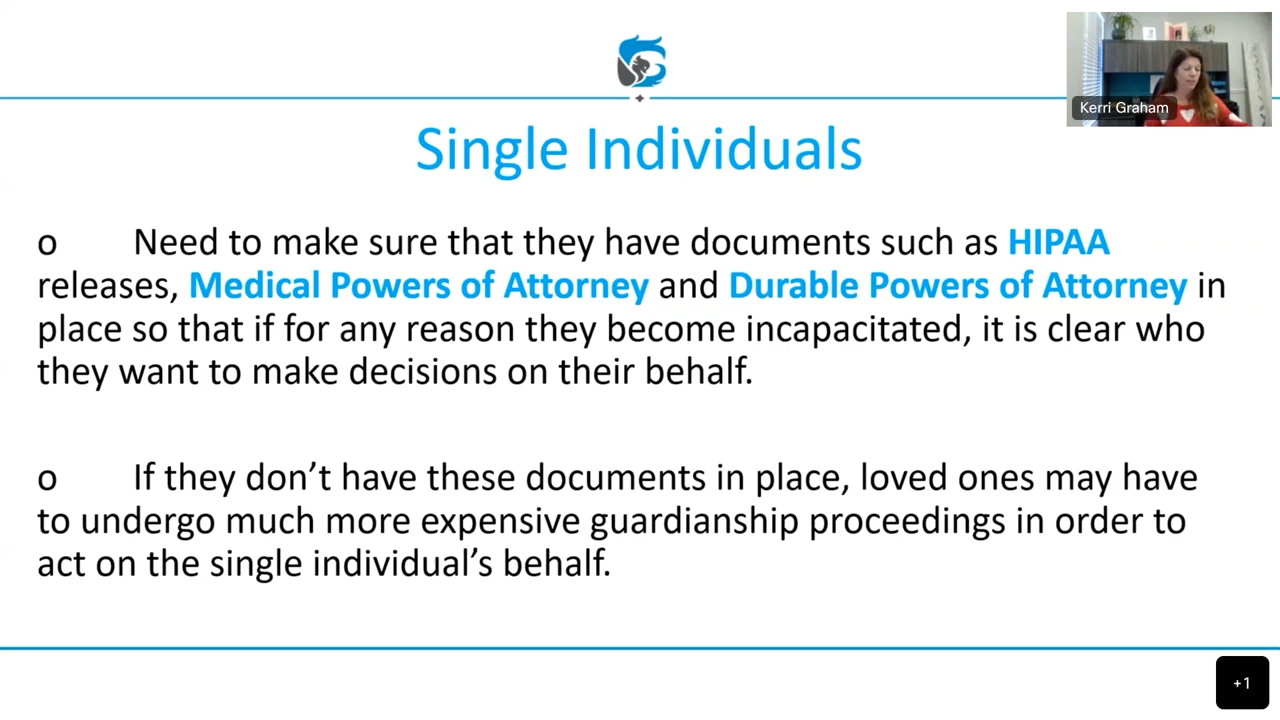 Kerri Graham
Single Individuals
o Need to make sure that they have documents such as HIPAA
releases, Medical Powers of Attorney and Durable Powers of Attorney in
place so that if for any reason they become incapacitated, it is clear who
they want to make decisions on their behalf.
o If they don’t have these documents in place, loved ones may have
to undergo much more expensive guardianship proceedings in order to
act on the single individual’s behalf.
+1